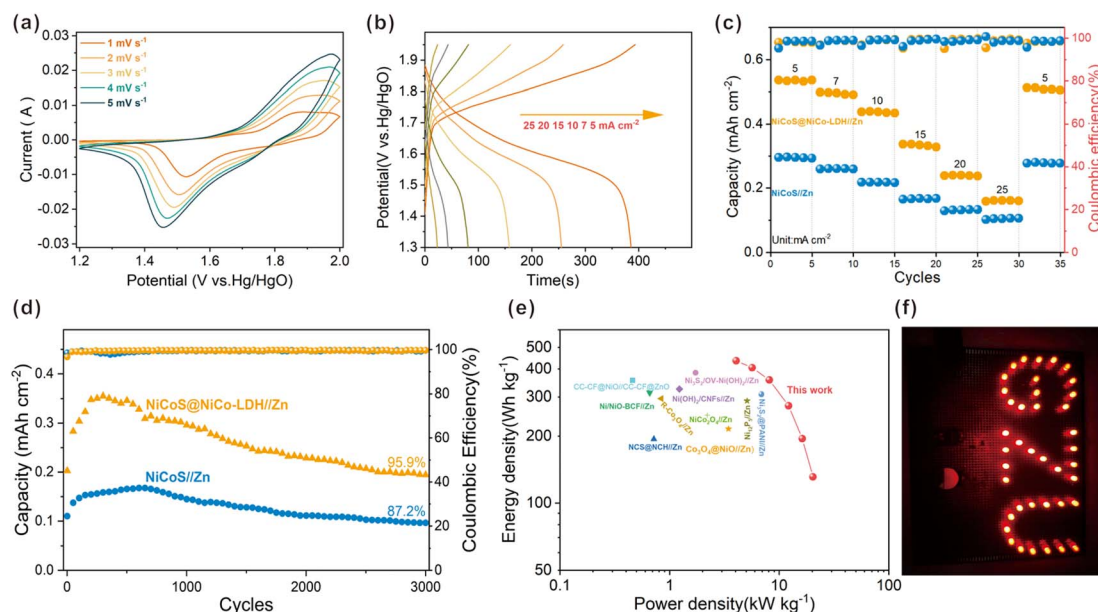 (a)
0.03
0.02
0.01
0.00
-0.01
-0.02
-0.03
Current ( A )
1 mV s-1
2 mV s-1
3 mV s-1
4 mV s-1
5 mV s-1
1.2 1.4 1.6 1.8 2.0
Potential (V vs.Hg/HgO)
(b)
1.9
1.8
1.7
1.6
1.5
1.4
1.3
Potential(V vs.Hg/HgO)
25 20 15 10 7 5 mA cm-2
0 100 200 300 400
Time(s)
(c)
0.6
0.4
0.2
0.0
Capacity (mAh cm-2)
5 7 10 15 20 25 5
NiCoS@NiCo-LDH//Zn
NiCoS//Zn
Unit:mA cm-2
0 5 10 15 20 25 30 35
Cycles
100
80
60
40
20
0
Coulombic efficiency(%)
(d)
0.4
0.3
0.2
0.1
0.0
Capacity (mAh cm-2)
NiCoS@NiCo-LDH//Zn
95.9%
NiCoS//Zn
87.2%
0 1000 2000 3000
Cycles
100
80
60
40
20
0
Coulombic Efficiency(%)
(e)
500
400
300
200
100
50
Energy density(Wh kg-1)
CC-CF@NiO//CC-CF@ZnO
Ni3S2/OV-Ni(OH)2//Zn
This work
Ni/NiO-BCF//Zn
Ni(OH)2/CNFs//Zn
R-Co3O4//Zn
NiCo2O4//Zn
Ni12P5//Zn
Ni3S2@PANI//Zn
NCS@NCH//Zn
Co3O4@NiO//Zn
0.1 1 10 100
Power density(kW kg-1)
(f)